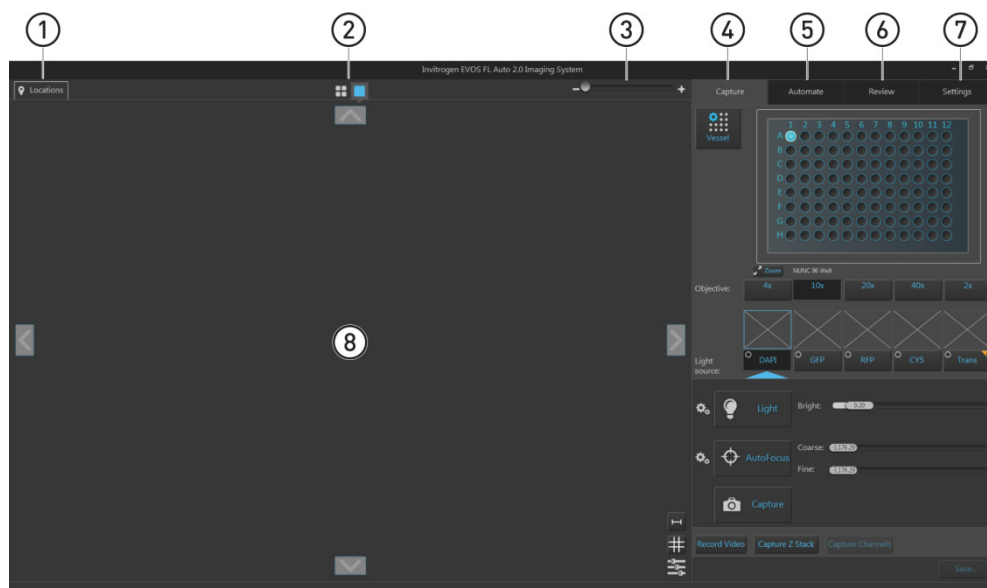 1 2 3 4 5 6 7
Invitrogen EVOS FL Auto 2.0 Imaging System
Locations
Capture Automate Review Settings
Vessel
1 2 3 4 5 6 7 8 9 10 11 12
A
B
C
D
E
F
G
H
Zoom NUNC 96 Well
Objective: 4x 10x 20x 40x 2x
8
Light source: DAPI GFP RFP CY5 Trans
Light Bright: 0.20
AutoFocus Coarse:
Fine:
Capture
Record Video Capture Z Stack Capture Channels
Save...